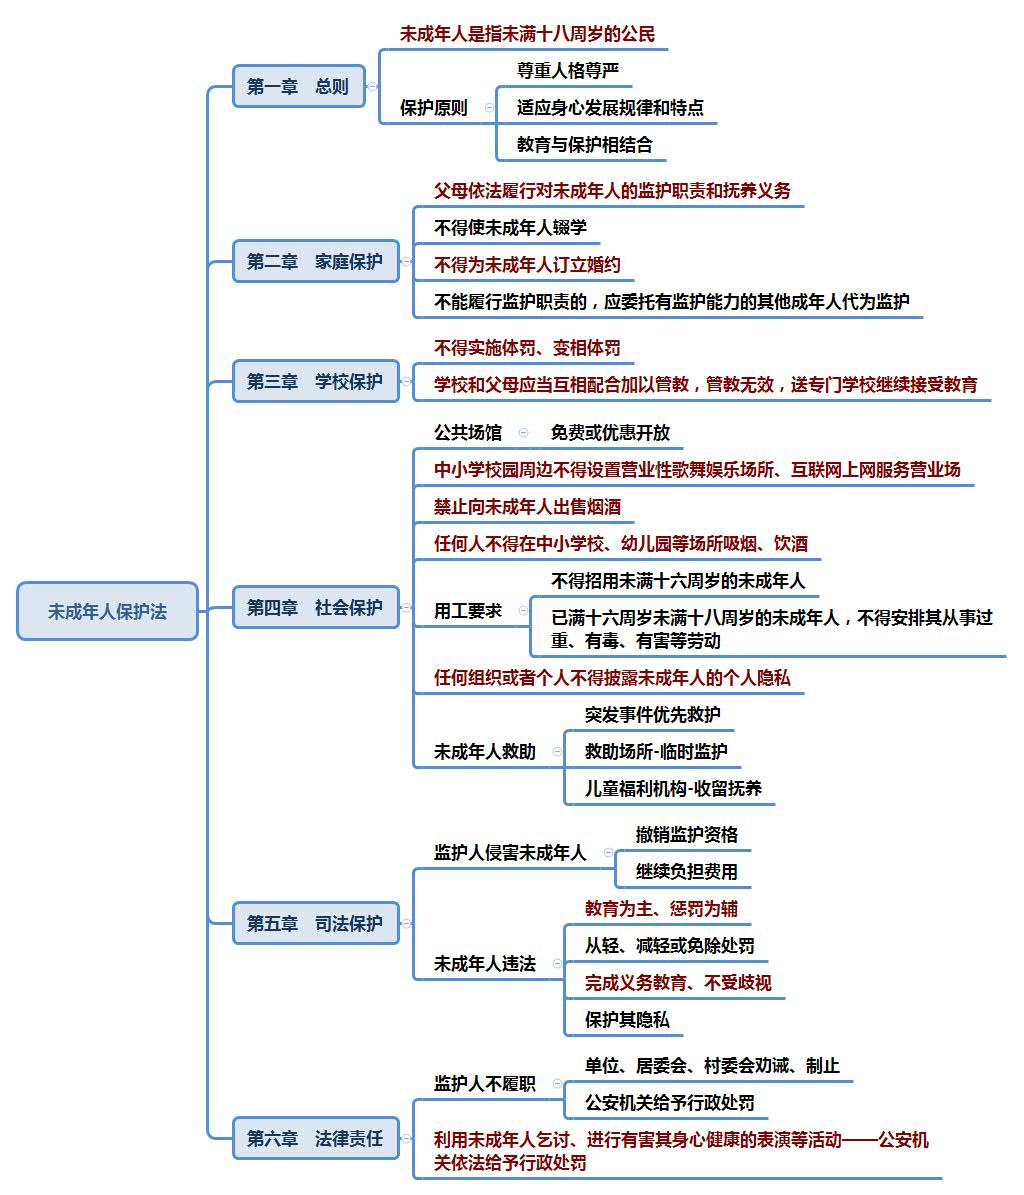 未成年人保护法
第一章 总则
未成年人是指未满十八周岁的公民
保护原则
尊重人格尊严
适应身心发展规律和特点
教育与保护相结合
第二章 家庭保护
父母依法履行对未成年人的监护职责和抚养义务
不得使未成年人辍学
不得为未成年人订立婚约
不能履行监护职责的，应委托有监护能力的其他成年人代为监护
第三章 学校保护
不得实施体罚、变相体罚
学校和父母应当互相配合加以管教，管教无效，送专门学校继续接受教育
第四章 社会保护
公共场馆
免费或优惠开放
中小学校园周边不得设置营业性歌舞娱乐场所、互联网上网服务营业场
禁止向未成年人出售烟酒
任何人不得在中小学校、幼儿园等场所吸烟、饮酒
用工要求
不得招用未满十六周岁的未成年人
已满十六周岁未满十八周岁的未成年人，不得安排其从事过
重、有毒、有害等劳动
任何组织或者个人不得披露未成年人的个人隐私
未成年人救助
突发事件优先救护
救助场所-临时监护
儿童福利机构-收留抚养
第五章 司法保护
监护人侵害未成年人
撤销监护资格
继续负担费用
未成年人违法
教育为主、惩罚为辅
从轻、减轻或免除处罚
完成义务教育、不受歧视
保护其隐私
第六章 法律责任
监护人不履职
单位、居委会、村委会劝诫、制止
公安机关给予行政处罚
利用未成年人乞讨、进行有害其身心健康的表演等活动——公安机
关依法给予行政处罚